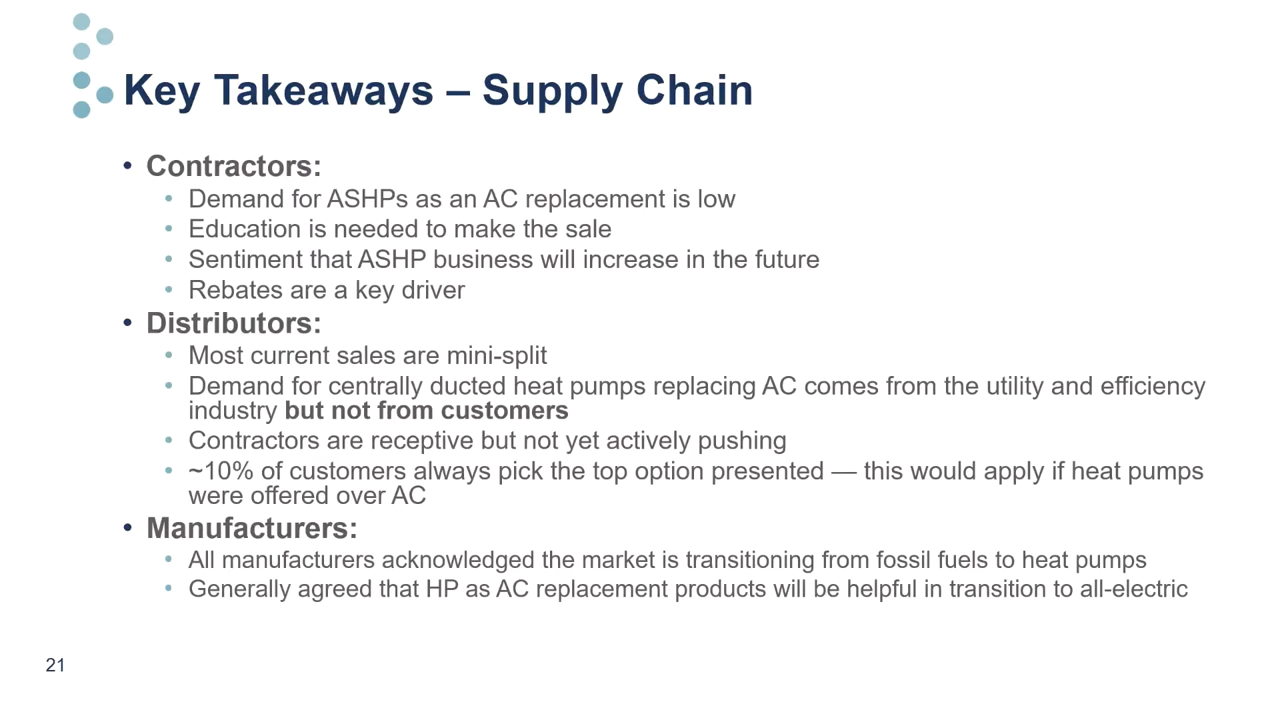 Key Takeaways – Supply Chain
• Contractors:
• Demand for ASHPs as an AC replacement is low
• Education is needed to make the sale
• Sentiment that ASHP business will increase in the future
• Rebates are a key driver
• Distributors:
• Most current sales are mini-split
• Demand for centrally ducted heat pumps replacing AC comes from the utility and efficiency
industry but not from customers
• Contractors are receptive but not yet actively pushing
• ~10% of customers always pick the top option presented — this would apply if heat pumps
were offered over AC
• Manufacturers:
• All manufacturers acknowledged the market is transitioning from fossil fuels to heat pumps
• Generally agreed that HP as AC replacement products will be helpful in transition to all-electric
21